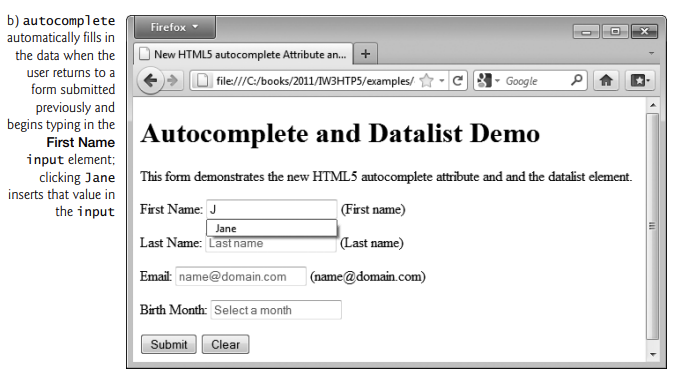 b) autocomplete
automatically fills in
the data when the
user returns to a
form submitted
previously and
begins typing in the
First Name
input element;
clicking Jane
inserts that value in
the input
Firefox
New HTML5 autocomplete Attribute an...
file:///C:/books/2011/IW3HTP5/examples/
Google
Autocomplete and Datalist Demo
This form demonstrates the new HTML5 autocomplete attribute and and the datalist element.
First Name: J (First name)
Jane
Last Name: Last name (Last name)
Email: name@domain.com (name@domain.com)
Birth Month: Select a month
Submit Clear